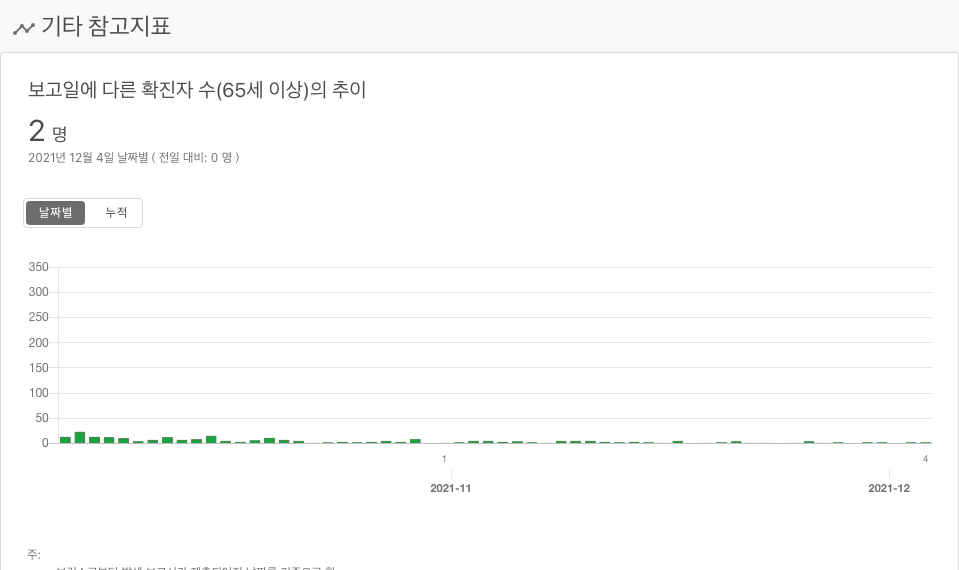 기타 참고지표
보고일에 다른 확진자 수(65세 이상)의 추이
2 명
2021년 12월 4일 날짜별 ( 전일 대비: 0 명 )
날짜별 누적
350
300
250
200
150
100
50
0
1 4
2021-11 2021-12
주: